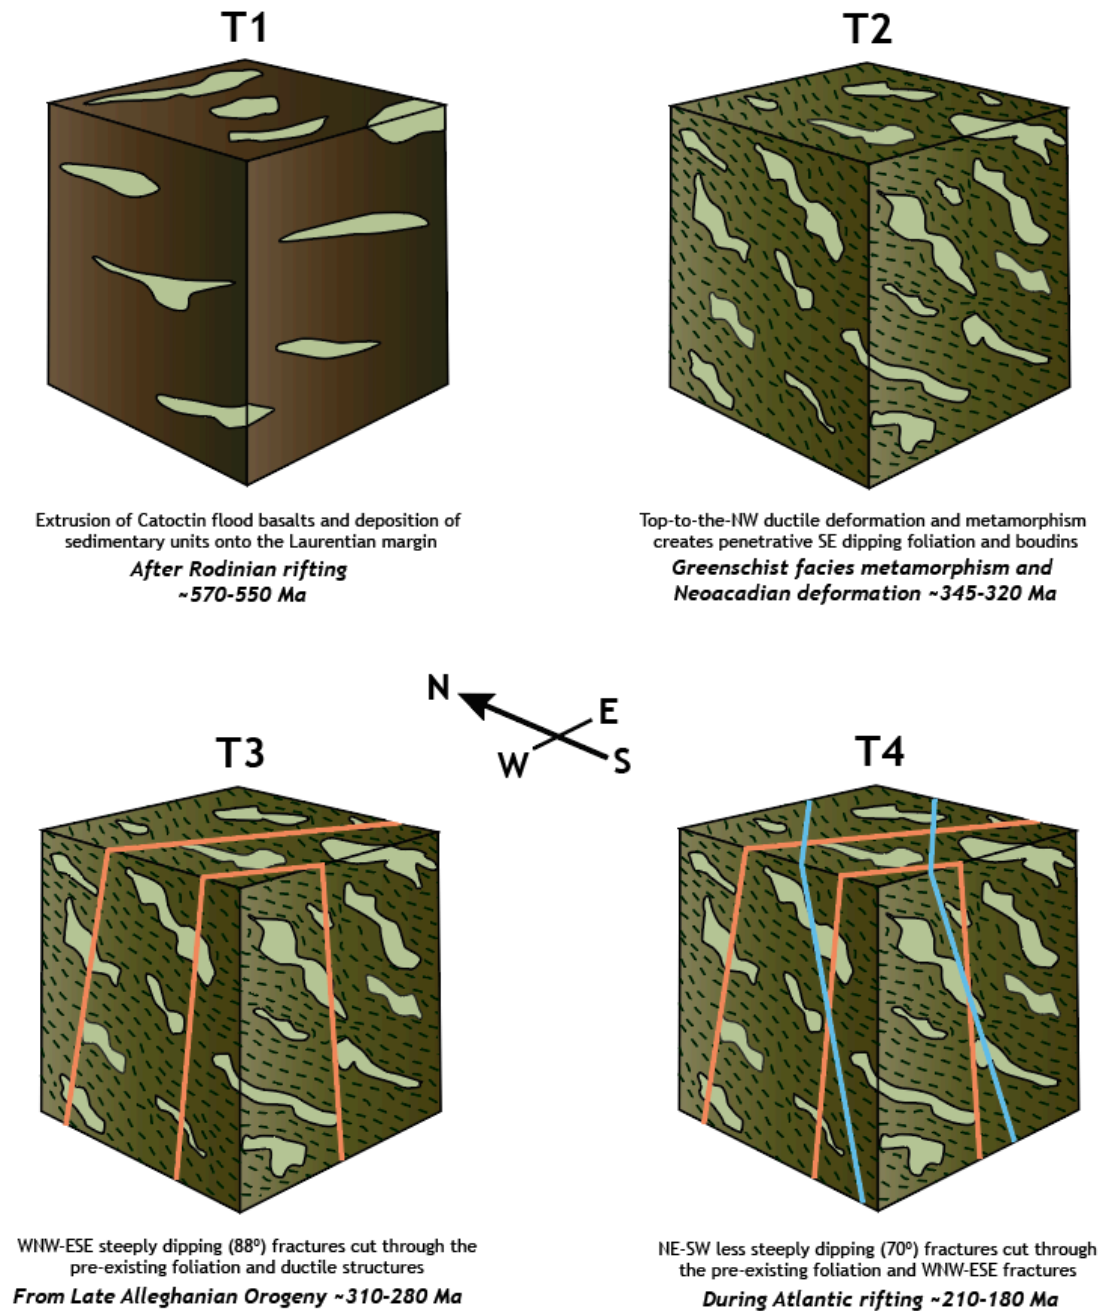 T1
T2
Extrusion of Catoctin flood basalts and deposition of
sedimentary units onto the Laurentian margin
After Rodinian rifting
~570-550 Ma
Top-to-the-NW ductile deformation and metamorphism
creates penetrative SE dipping foliation and boudins
Greenschist facies metamorphism and
Neoacadian deformation ~345-320 Ma
N
E
W
S
T3
T4
WNW-ESE steeply dipping (88º) fractures cut through the
pre-existing foliation and ductile structures
From Late Alleghanian Orogeny ~310-280 Ma
NE-SW less steeply dipping (70º) fractures cut through
the pre-existing foliation and WNW-ESE fractures
During Atlantic rifting ~210-180 Ma